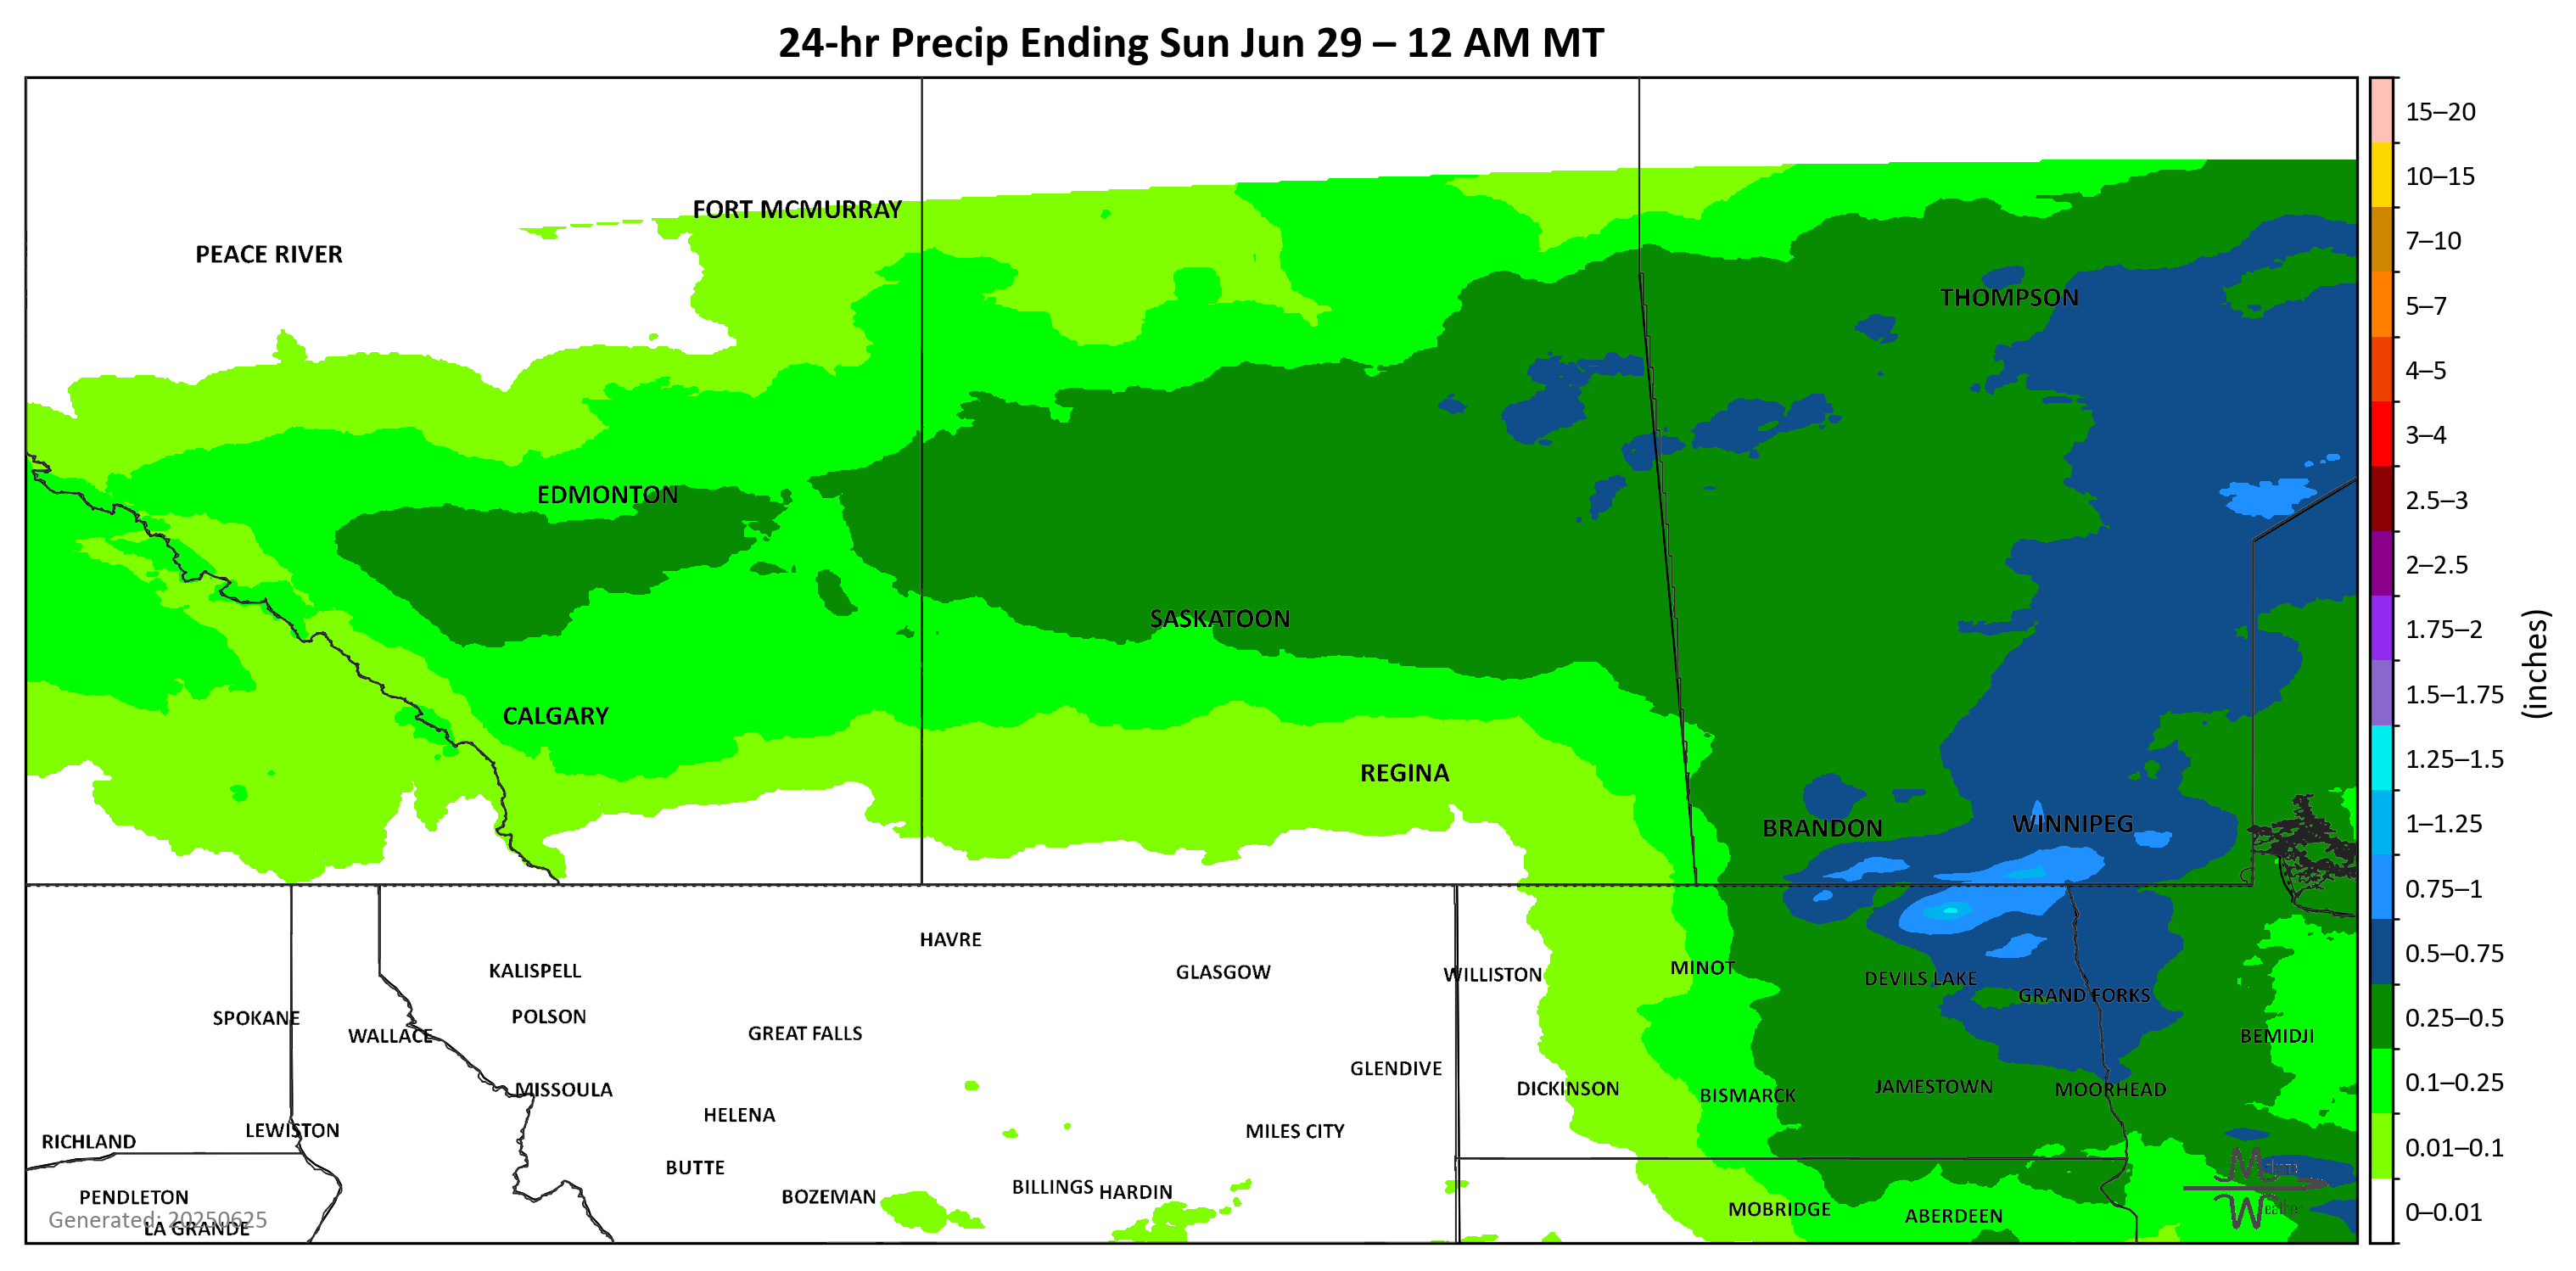 24-hr Precip Ending Sun Jun 29 – 12 AM MT
FORT MCMURRAY
PEACE RIVER
THOMPSON
EDMONTON
SASKATOON
CALGARY
REGINA
BRANDON
WINNIPEG
HAVRE
KALISPELL
GLASGOW
WILLISTON
MINOT
DEVILS LAKE
GRAND FORKS
SPOKANE
POLSON
WALLACE
GREAT FALLS
BEMIDJI
GLENDIVE
MISSOULA
DICKINSON
BISMARCK
JAMESTOWN
MOORHEAD
HELENA
LEWISTON
RICHLAND
MILES CITY
BUTTE
BOZEMAN
BILLINGS
HARDIN
PENDLETON
MOBRIDGE
ABERDEEN
Generated: 20250625
LA GRANDE
Weather
15–20
10–15
7–10
5–7
4–5
3–4
2.5–3
2–2.5
1.75–2
1.5–1.75
1.25–1.5
1–1.25
0.75–1
0.5–0.75
0.25–0.5
0.1–0.25
0.01–0.1
0–0.01
(inches)